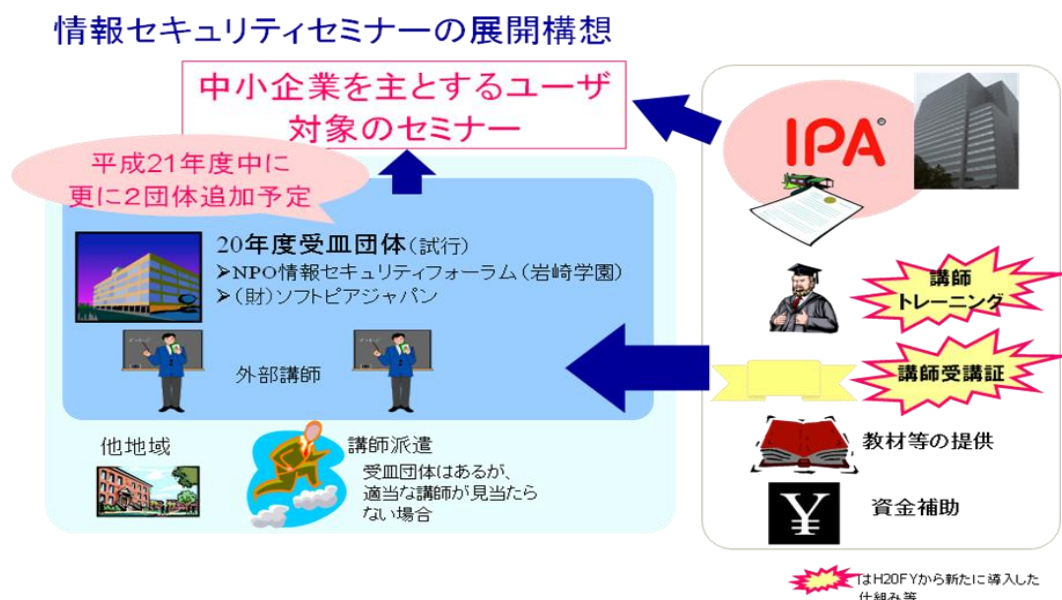 情報セキュリティセミナーの展開構想
中小企業を主とするユーザ
対象のセミナー
平成21年度中に
更に2団体追加予定
20年度受皿団体(試行)
➢NPO情報セキュリティフォーラム(岩崎学園)
➢(財)ソフトピアジャパン
外部講師
他地域
講師派遣
受皿団体はあるが、
適当な講師が見当たら
ない場合
IPA
講師
トレーニング
講師受講証
教材等の提供
¥
資金補助
はH20FYから新たに導入した
仕組み等